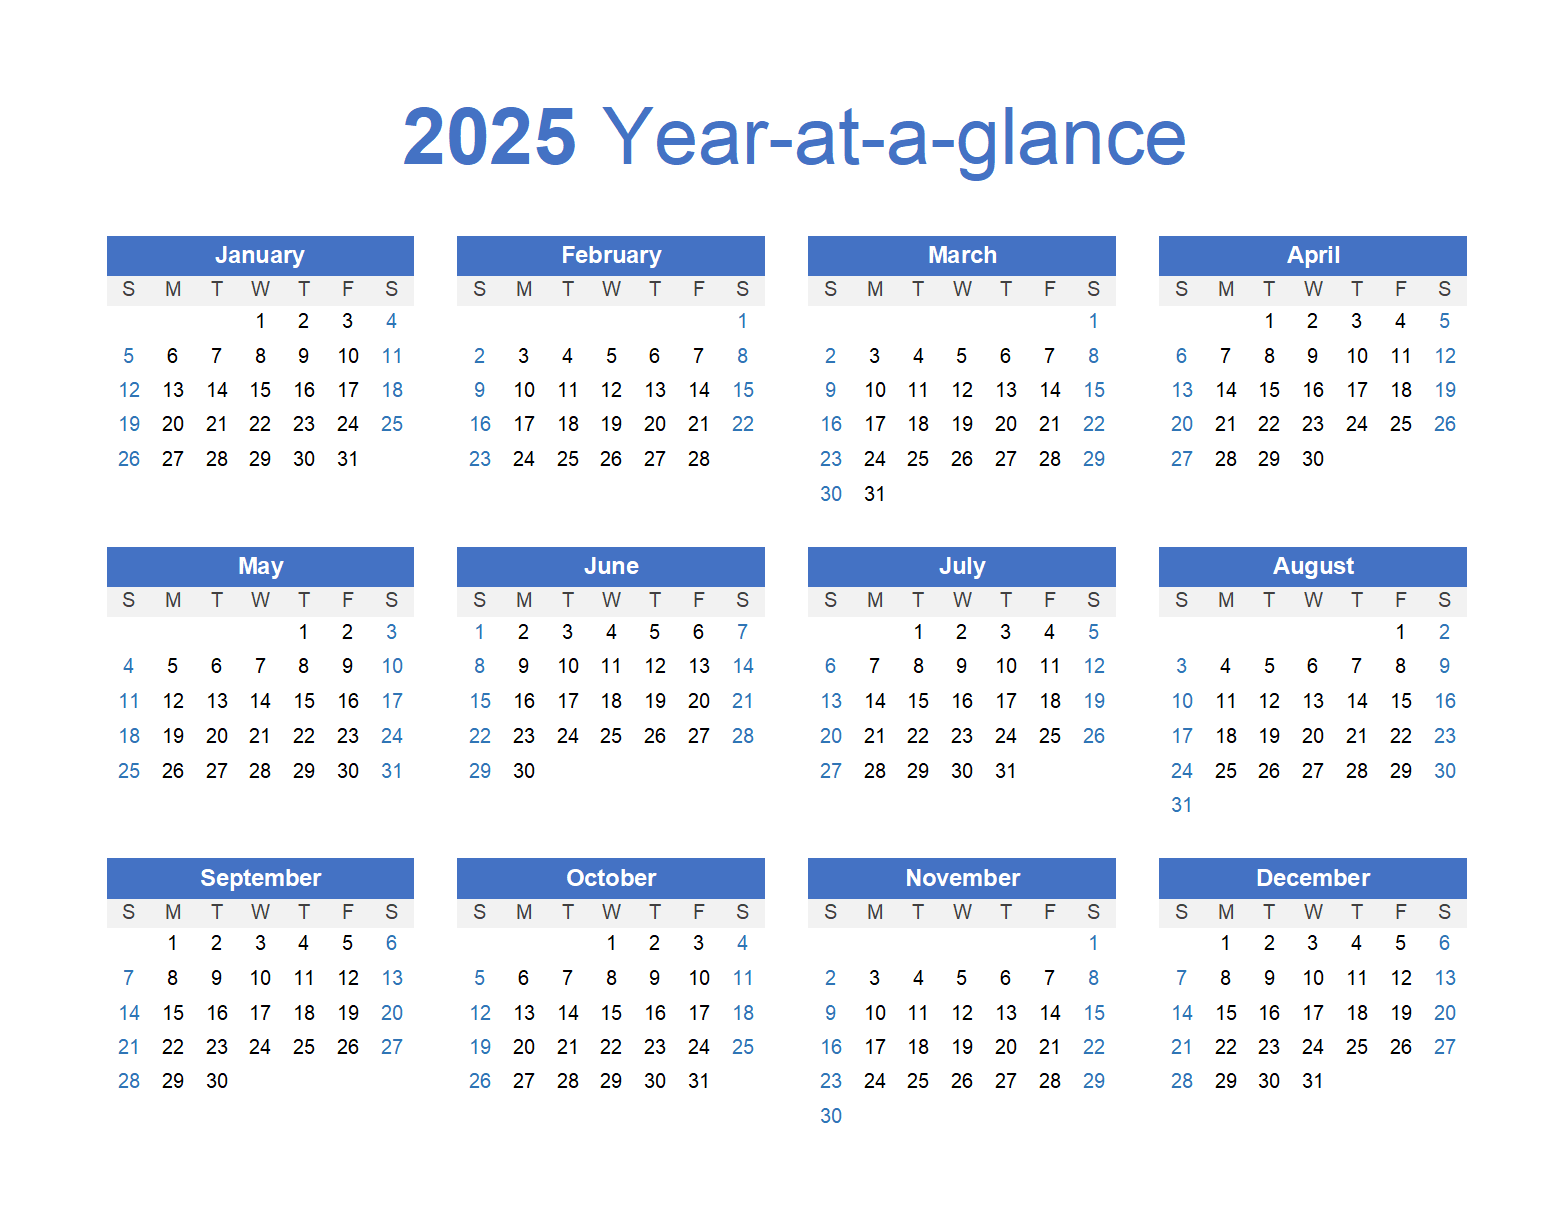 2025 Year-at-a-glance
January
S M T W T F S
1 2 3 4
5 6 7 8 9 10 11
12 13 14 15 16 17 18
19 20 21 22 23 24 25
26 27 28 29 30 31
February
S M T W T F S
1
2 3 4 5 6 7 8
9 10 11 12 13 14 15
16 17 18 19 20 21 22
23 24 25 26 27 28
March
S M T W T F S
1
2 3 4 5 6 7 8
9 10 11 12 13 14 15
16 17 18 19 20 21 22
23 24 25 26 27 28 29
30 31
April
S M T W T F S
1 2 3 4 5
6 7 8 9 10 11 12
13 14 15 16 17 18 19
20 21 22 23 24 25 26
27 28 29 30
May
S M T W T F S
1 2 3
4 5 6 7 8 9 10
11 12 13 14 15 16 17
18 19 20 21 22 23 24
25 26 27 28 29 30 31
June
S M T W T F S
1 2 3 4 5 6 7
8 9 10 11 12 13 14
15 16 17 18 19 20 21
22 23 24 25 26 27 28
29 30
July
S M T W T F S
1 2 3 4 5
6 7 8 9 10 11 12
13 14 15 16 17 18 19
20 21 22 23 24 25 26
27 28 29 30 31
August
S M T W T F S
1 2
3 4 5 6 7 8 9
10 11 12 13 14 15 16
17 18 19 20 21 22 23
24 25 26 27 28 29 30
31
September
S M T W T F S
1 2 3 4 5 6
7 8 9 10 11 12 13
14 15 16 17 18 19 20
21 22 23 24 25 26 27
28 29 30
October
S M T W T F S
1 2 3 4
5 6 7 8 9 10 11
12 13 14 15 16 17 18
19 20 21 22 23 24 25
26 27 28 29 30 31
November
S M T W T F S
1
2 3 4 5 6 7 8
9 10 11 12 13 14 15
16 17 18 19 20 21 22
23 24 25 26 27 28 29
30
December
S M T W T F S
1 2 3 4 5 6
7 8 9 10 11 12 13
14 15 16 17 18 19 20
21 22 23 24 25 26 27
28 29 30 31